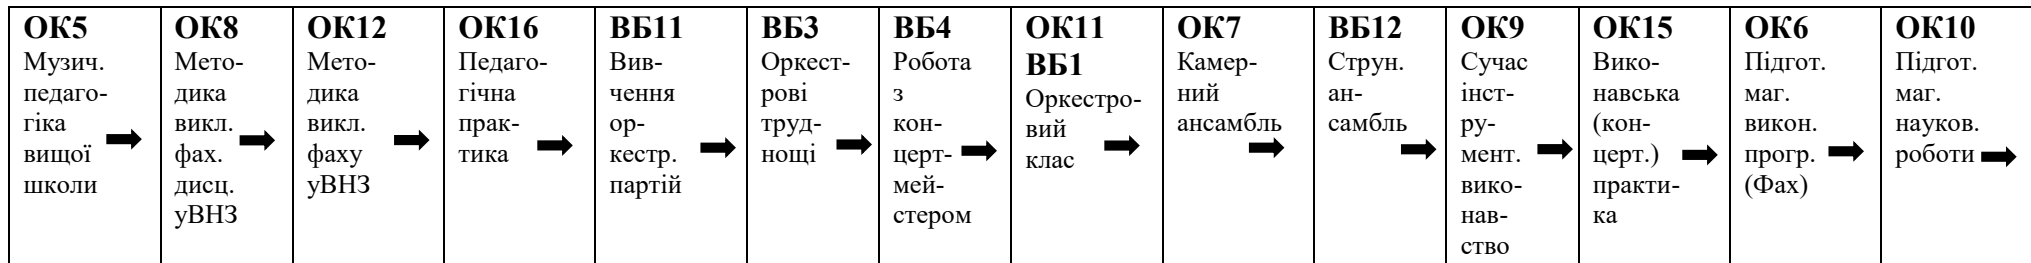 ОК5
Музич.
педаго-
гіка
вищої
школи
ОК8
Мето-
дика
викл.
фах.
дисц.
уВНЗ
ОК12
Мето-
дика
викл.
фаху
уВНЗ
ОК16
Педаго-
гічна
прак-
тика
ВБ11
Вив-
чення
ор-
кестр.
партій
ВБ3
Оркест-
рові
труд-
нощі
ВБ4
Робота
з
кон-
церт-
мей-
стером
ОК11
ВБ1
Оркестро-
вий
клас
ОК7
Камер-
ний
ансамбль
ВБ12
Струн.
ан-
самбль
ОК9
Сучас
інст-
ру-
мент.
вико-
нав-
ство
ОК15
Вико-
навська
(кон-
церт.)
практи-
ка
ОК6
Підгот.
маг.
викон.
прогр.
(Фах)
ОК10
Підгот.
маг.
науков.
роботи